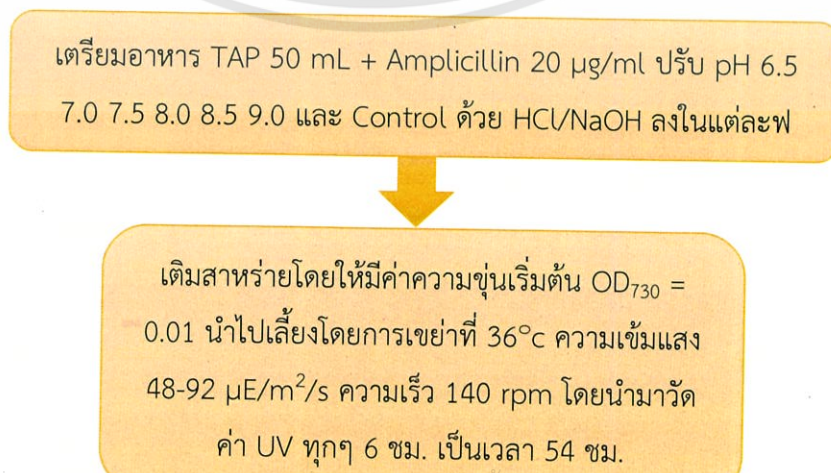 เตรียมอาหาร TAP 50 mL + Amplicillin 20 µg/ml ปรับ pH 6.5
7.0 7.5 8.0 8.5 9.0 และ Control ด้วย HCl/NaOH ลงในแต่ละฟ
เติมสาหร่ายโดยให้มีค่าความขุ่นเริ่มต้น OD₇₃₀ =
0.01 นำไปเลี้ยงโดยการเขย่าที่ 36°c ความเข้มแสง
48-92 µE/m²/s ความเร็ว 140 rpm โดยนำมาวัด
ค่า UV ทุกๆ 6 ชม. เป็นเวลา 54 ชม.